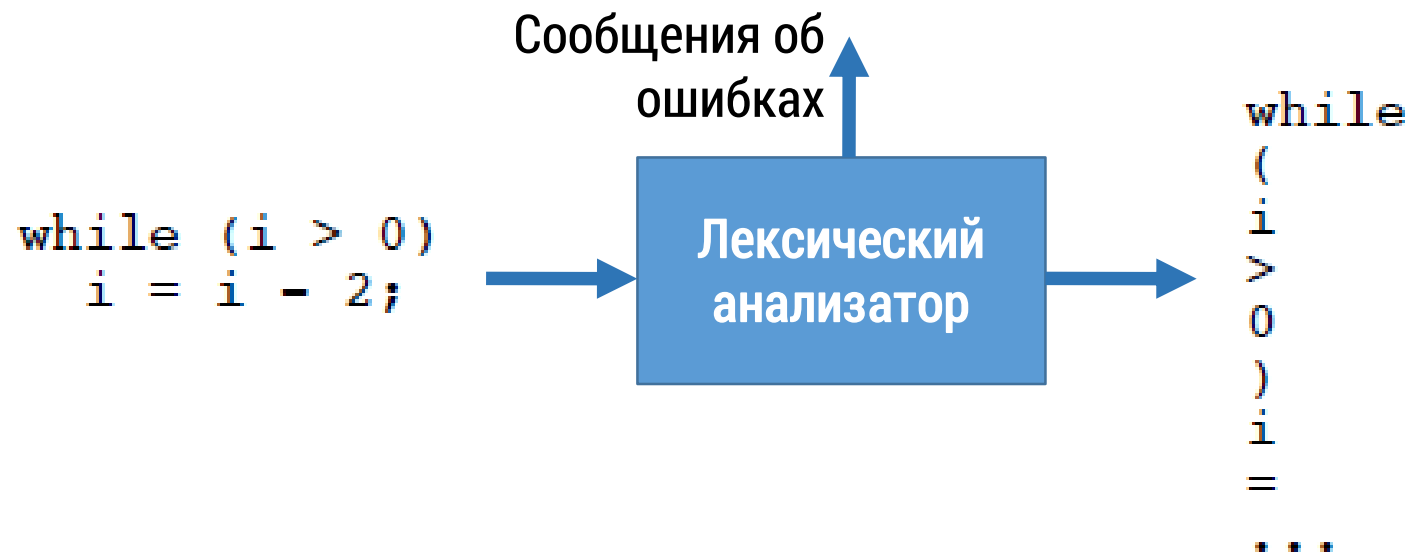 Сообщения об
ошибках
while (i > 0)
i = i - 2;
Лексический
анализатор
while
(
i
>
0
)
i
=
...